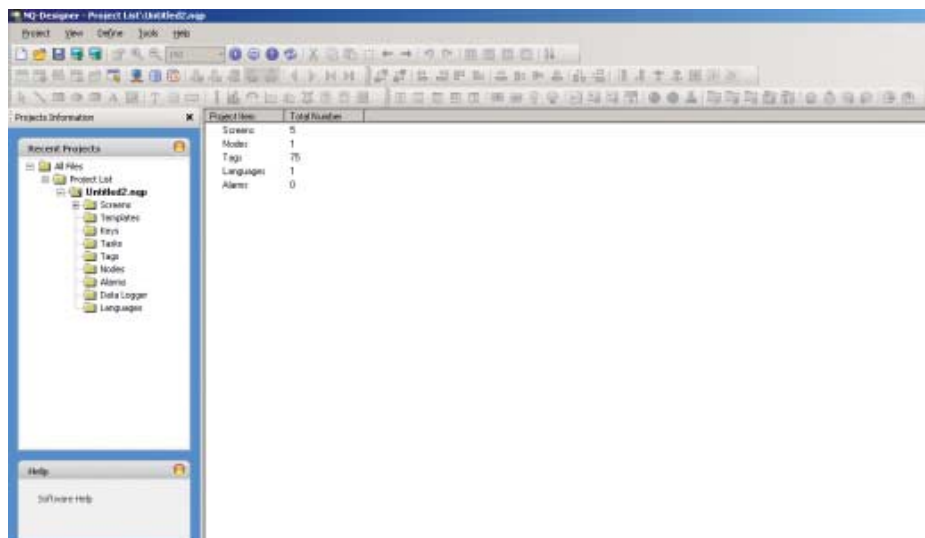 NQ-Designer - Project List\Untitled2.nqp
Project View Define Tools Help
Projects Information
Recent Projects
All Files
Project List
Untitled2.nqp
Screens
Templates
Keys
Tasks
Tags
Nodes
Alarms
Data Logger
Languages
Help
Software Help
Project Item Total Number
Screens 5
Nodes 1
Tags 75
Languages 1
Alarms 0